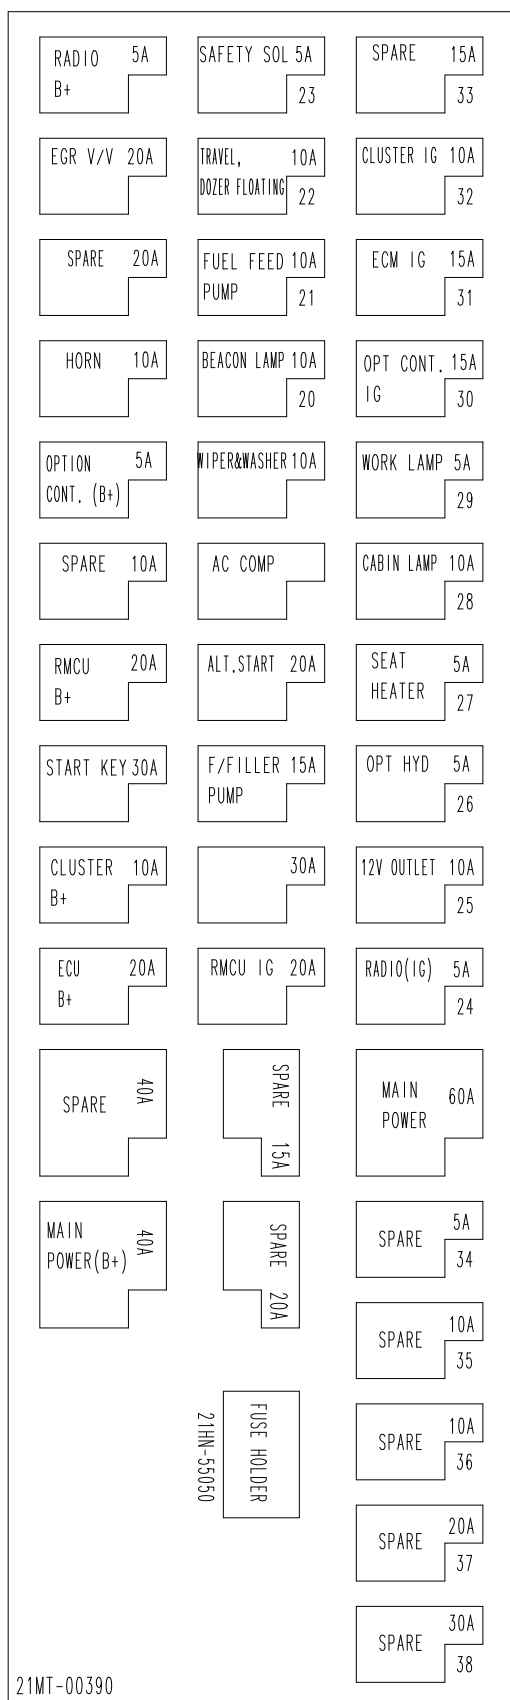 RADIO 5A
B+
EGR V/V 20A
SPARE 20A
HORN 10A
OPTION 5A
CONT. (B+)
SPARE 10A
RMCU 20A
B+
START KEY 30A
CLUSTER 10A
B+
ECU 20A
B+
SPARE 40A
MAIN 40A
POWER(B+)
SAFETY SOL 5A
23
TRAVEL, 10A
DOZER FLOATING 22
FUEL FEED 10A
PUMP 21
BEACON LAMP 10A
20
WIPER&WASHER 10A
AC COMP
ALT.START 20A
F/FILLER 15A
PUMP
30A
RMCU IG 20A
SPARE 15A
SPARE 20A
FUSE HOLDER
21HN-55050
SPARE 15A
33
CLUSTER IG 10A
32
ECM IG 15A
31
OPT CONT. 15A
IG 30
WORK LAMP 5A
29
CABIN LAMP 10A
28
SEAT 5A
HEATER 27
OPT HYD 5A
26
12V OUTLET 10A
25
RADIO(IG) 5A
24
MAIN 60A
POWER
SPARE 5A
34
SPARE 10A
35
SPARE 10A
36
SPARE 20A
37
SPARE 30A
38
21MT-00390